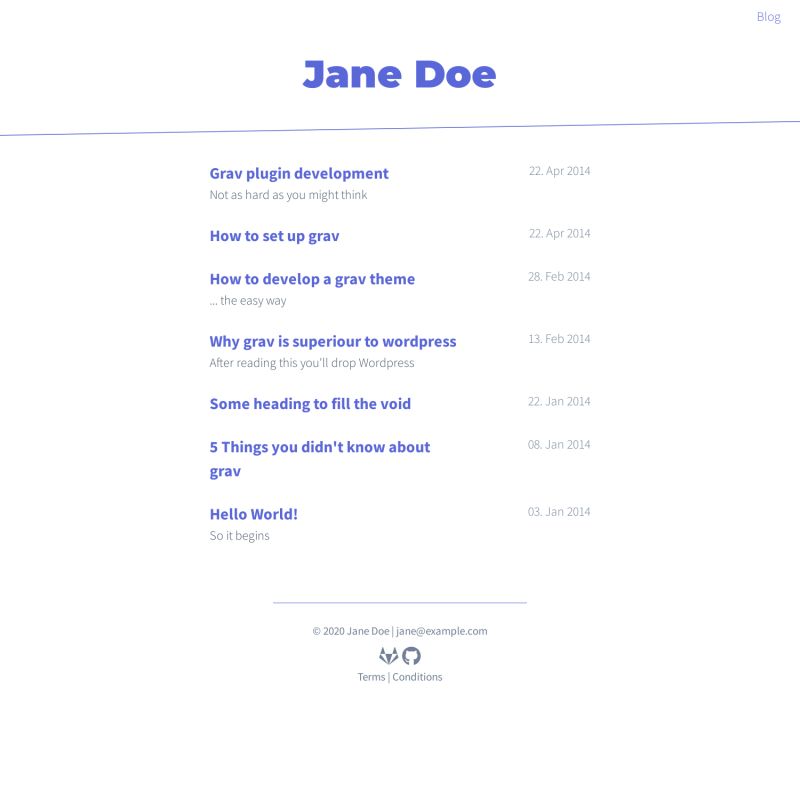 Blog
Jane Doe
Grav plugin development 22. Apr 2014
Not as hard as you might think
How to set up grav 22. Apr 2014
How to develop a grav theme 28. Feb 2014
... the easy way
Why grav is superiour to wordpress 13. Feb 2014
After reading this you'll drop Wordpress
Some heading to fill the void 22. Jan 2014
5 Things you didn't know about 08. Jan 2014
grav
Hello World! 03. Jan 2014
So it begins
© 2020 Jane Doe | jane@example.com
Terms | Conditions